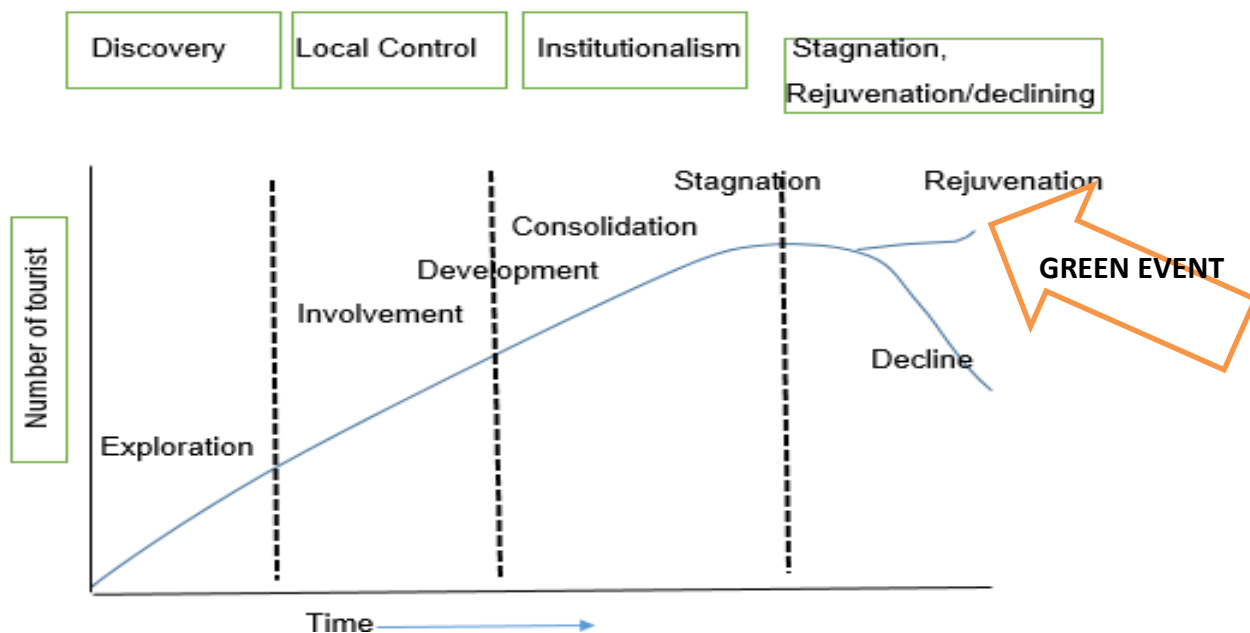 Discovery
Local Control
Institutionalism
Stagnation,
Rejuvenation/declining
Stagnation
Rejuvenation
Consolidation
GREEN EVENT
Development
Involvement
Number of tourist
Decline
Exploration
Time